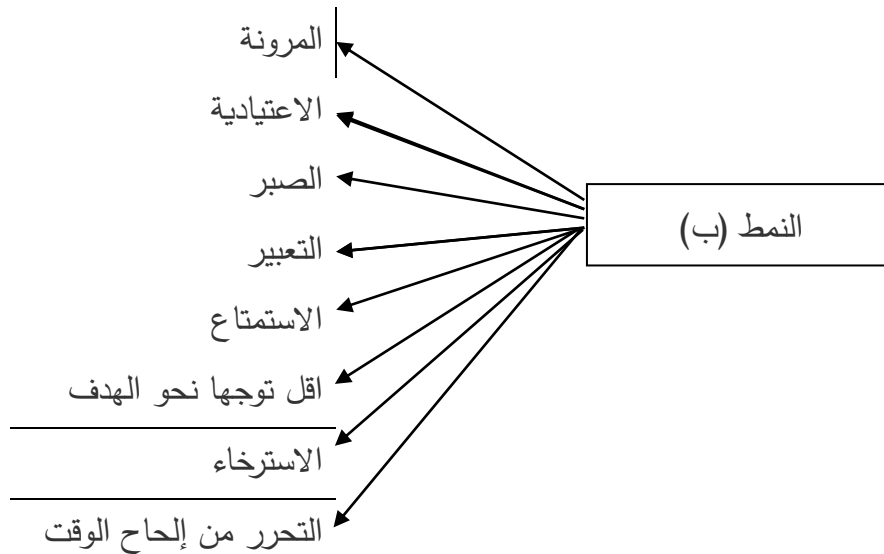 المرونة
الاعتيادية
الصبر
النمط (ب)
التعبير
الاستمتاع
اقل توجها نحو الهدف
الاسترخاء
التحرر من إلحاح الوقت